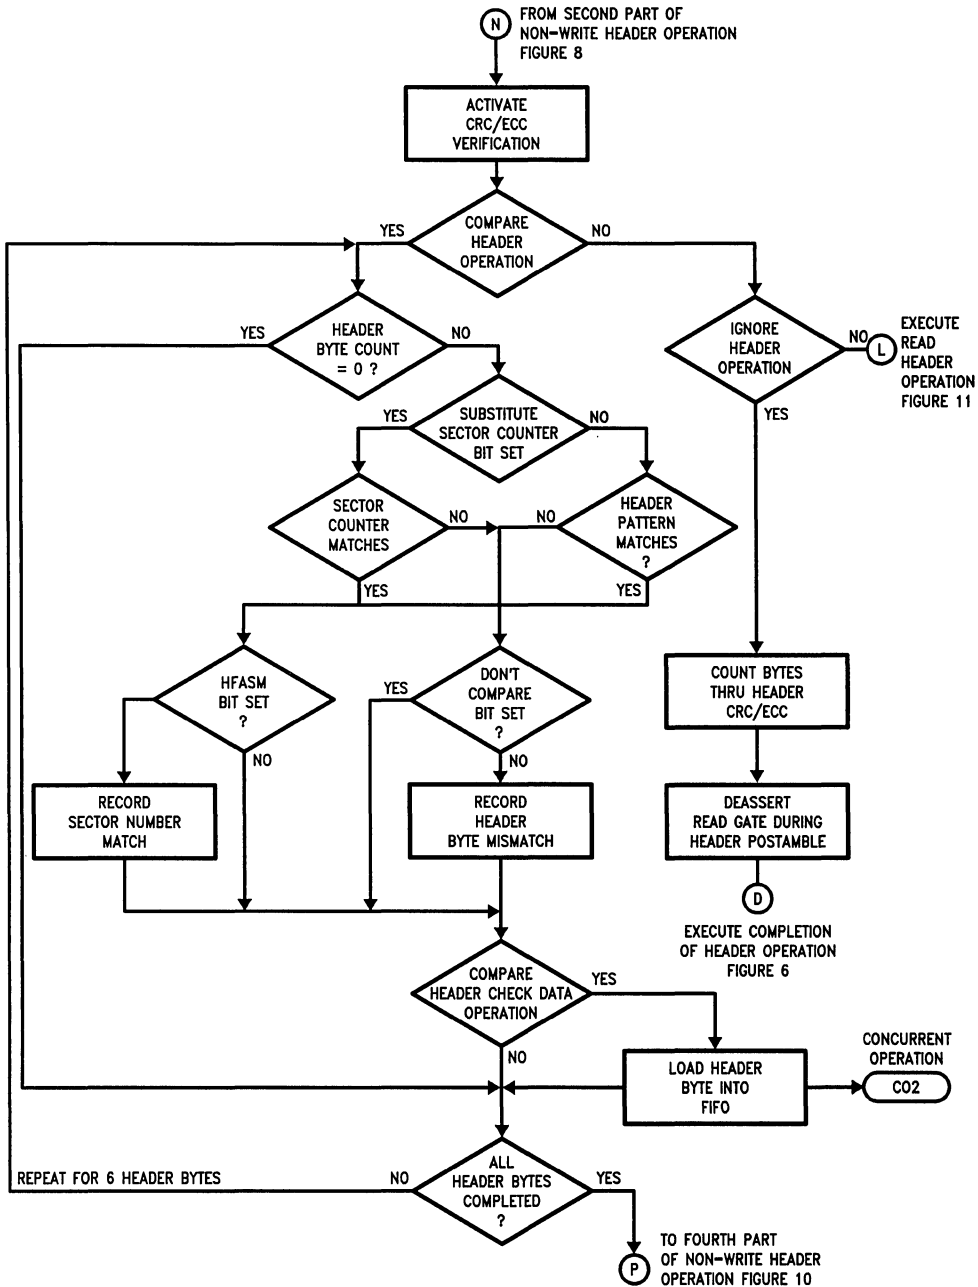 N
FROM SECOND PART OF
NON-WRITE HEADER OPERATION
FIGURE 8
ACTIVATE
CRC/ECC
VERIFICATION
COMPARE
HEADER
OPERATION
YES
NO
HEADER
BYTE COUNT
= 0 ?
YES
NO
IGNORE
HEADER
OPERATION
NO
L
EXECUTE
READ
HEADER
OPERATION
FIGURE 11
YES
SUBSTITUTE
SECTOR COUNTER
BIT SET
YES
NO
SECTOR
COUNTER
MATCHES
NO
YES
HEADER
PATTERN
MATCHES
?
NO
YES
HFASM
BIT SET
?
NO
DON'T
COMPARE
BIT SET
?
YES
NO
COUNT BYTES
THRU HEADER
CRC/ECC
RECORD
SECTOR NUMBER
MATCH
RECORD
HEADER
BYTE MISMATCH
DEASSERT
READ GATE DURING
HEADER POSTAMBLE
D
EXECUTE COMPLETION
OF HEADER OPERATION
FIGURE 6
COMPARE
HEADER CHECK DATA
OPERATION
YES
NO
LOAD HEADER
BYTE INTO
FIFO
CONCURRENT
OPERATION
CO2
ALL
HEADER BYTES
COMPLETED
?
REPEAT FOR 6 HEADER BYTES
NO
YES
P
TO FOURTH PART
OF NON-WRITE HEADER
OPERATION FIGURE 10